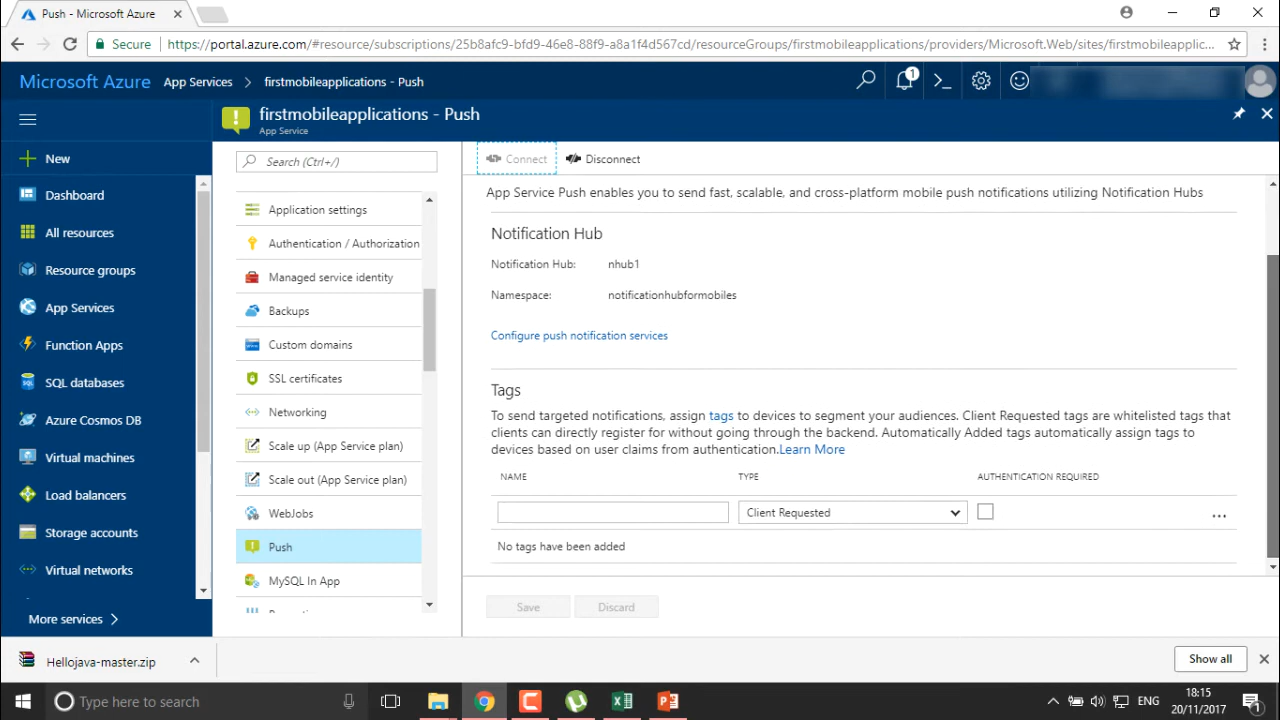 Push - Microsoft Azure
Secure
https://portal.azure.com/#resource/subscriptions/25b8afc9-bfd9-46e8-88f9-a8a1f4d567cd/resourceGroups/firstmobileapplications/providers/Microsoft.Web/sites/firstmobileapplic...
Microsoft Azure
App Services
firstmobileapplications - Push
1
firstmobileapplications - Push
App Service
New
Dashboard
All resources
Resource groups
App Services
Function Apps
SQL databases
Azure Cosmos DB
Virtual machines
Load balancers
Storage accounts
Virtual networks
More services
Search (Ctrl+/)
Application settings
Authentication / Authorization
Managed service identity
Backups
Custom domains
SSL certificates
Networking
Scale up (App Service plan)
Scale out (App Service plan)
WebJobs
Push
MySQL In App
Connect
Disconnect
App Service Push enables you to send fast, scalable, and cross-platform mobile push notifications utilizing Notification Hubs
Notification Hub
Notification Hub: nhub1
Namespace: notificationhubformobiles
Configure push notification services
Tags
To send targeted notifications, assign tags to devices to segment your audiences. Client Requested tags are whitelisted tags that
clients can directly register for without going through the backend. Automatically Added tags automatically assign tags to
devices based on user claims from authentication.Learn More
NAME TYPE AUTHENTICATION REQUIRED
Client Requested
...
No tags have been added
Save
Discard
Hellojava-master.zip
Show all
Type here to search
ENG
18:15
20/11/2017
1